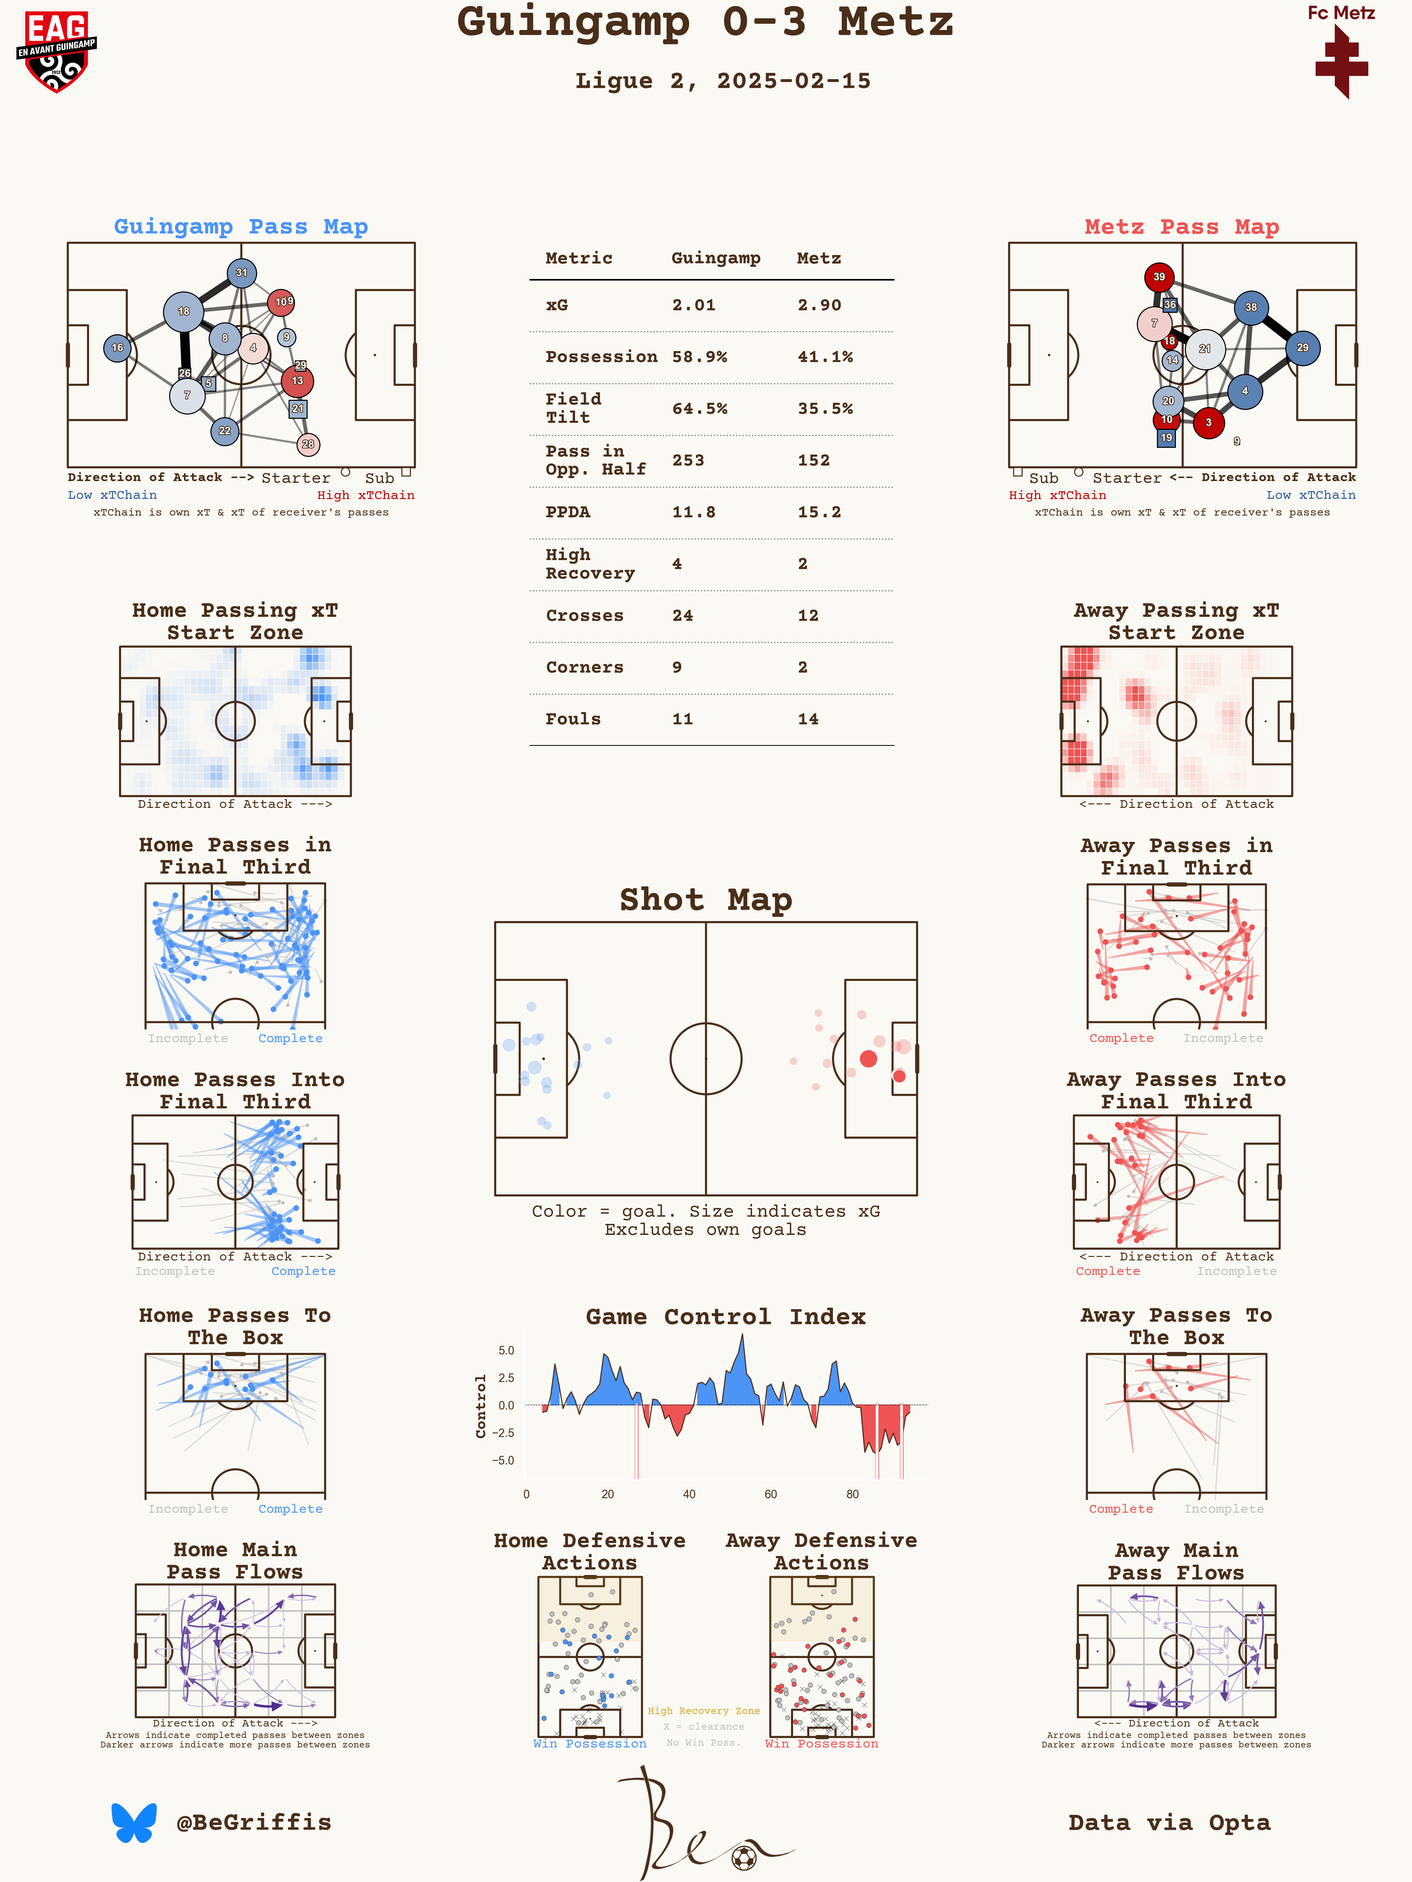 Guingamp 0-3 Metz
Ligue 2, 2025-02-15
EAG
EN AVANT GUINGAMP
1912
Fc Metz
Guingamp Pass Map
31
10
9
18
8
9
4
16
29
26
5
13
7
21
22
28
Direction of Attack --> Starter Sub
Low xTChain High xTChain
xTChain is own xT & xT of receiver's passes
Metric Guingamp Metz
xG 2.01 2.90
Possession 58.9% 41.1%
Field
Tilt 64.5% 35.5%
Pass in
Opp. Half 253 152
PPDA 11.8 15.2
High
Recovery 4 2
Crosses 24 12
Corners 9 2
Fouls 11 14
Metz Pass Map
39
36
38
7
18
21
29
14
4
20
10
3
19
9
Sub Starter <-- Direction of Attack
High xTChain Low xTChain
xTChain is own xT & xT of receiver's passes
Home Passing xT
Start Zone
Direction of Attack --->
Away Passing xT
Start Zone
<--- Direction of Attack
Home Passes in
Final Third
Incomplete Complete
Away Passes in
Final Third
Complete Incomplete
Shot Map
Color = goal. Size indicates xG
Excludes own goals
Home Passes Into
Final Third
Direction of Attack --->
Incomplete Complete
Away Passes Into
Final Third
<--- Direction of Attack
Complete Incomplete
Home Passes To
The Box
Incomplete Complete
Game Control Index
Control
5.0
2.5
0.0
−2.5
−5.0
0 20 40 60 80
Away Passes To
The Box
Complete Incomplete
Home Main
Pass Flows
Direction of Attack --->
Arrows indicate completed passes between zones
Darker arrows indicate more passes between zones
Home Defensive
Actions
Win Possession
Away Defensive
Actions
Win Possession
High Recovery Zone
X = clearance
No Win Poss.
Away Main
Pass Flows
<--- Direction of Attack
Arrows indicate completed passes between zones
Darker arrows indicate more passes between zones
@BeGriffis
Ben
Data via Opta